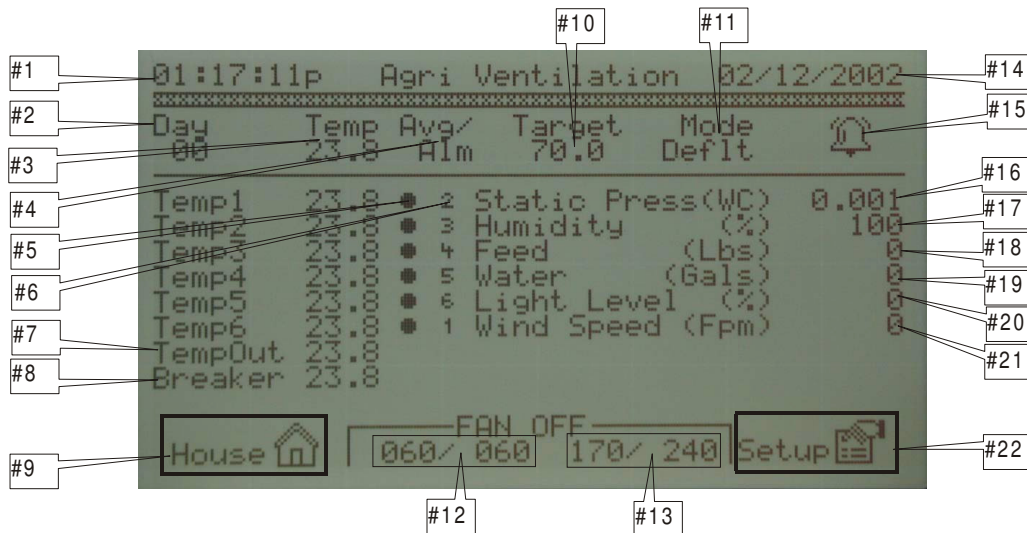 #10 #11
#1 01:17:11p Agri Ventilation 02/12/2002 #14
#2 Day Temp Avg/ Target Mode #15
#3 00 23.8 Alm 70.0 Deflt
#4 Temp1 23.8 2 Static Press(WC) 0.001 #16
#5 Temp2 23.8 3 Humidity (%) 100 #17
Temp3 23.8 4 Feed (Lbs) 0 #18
#6 Temp4 23.8 5 Water (Gals) 0 #19
Temp5 23.8 6 Light Level (%) 0 #20
#7 Temp6 23.8 1 Wind Speed (Fpm) 0 #21
TempOut 23.8
#8 Breaker 23.8
FAN OFF
#9 House 060/ 060 170/ 240 Setup #22
#12 #13